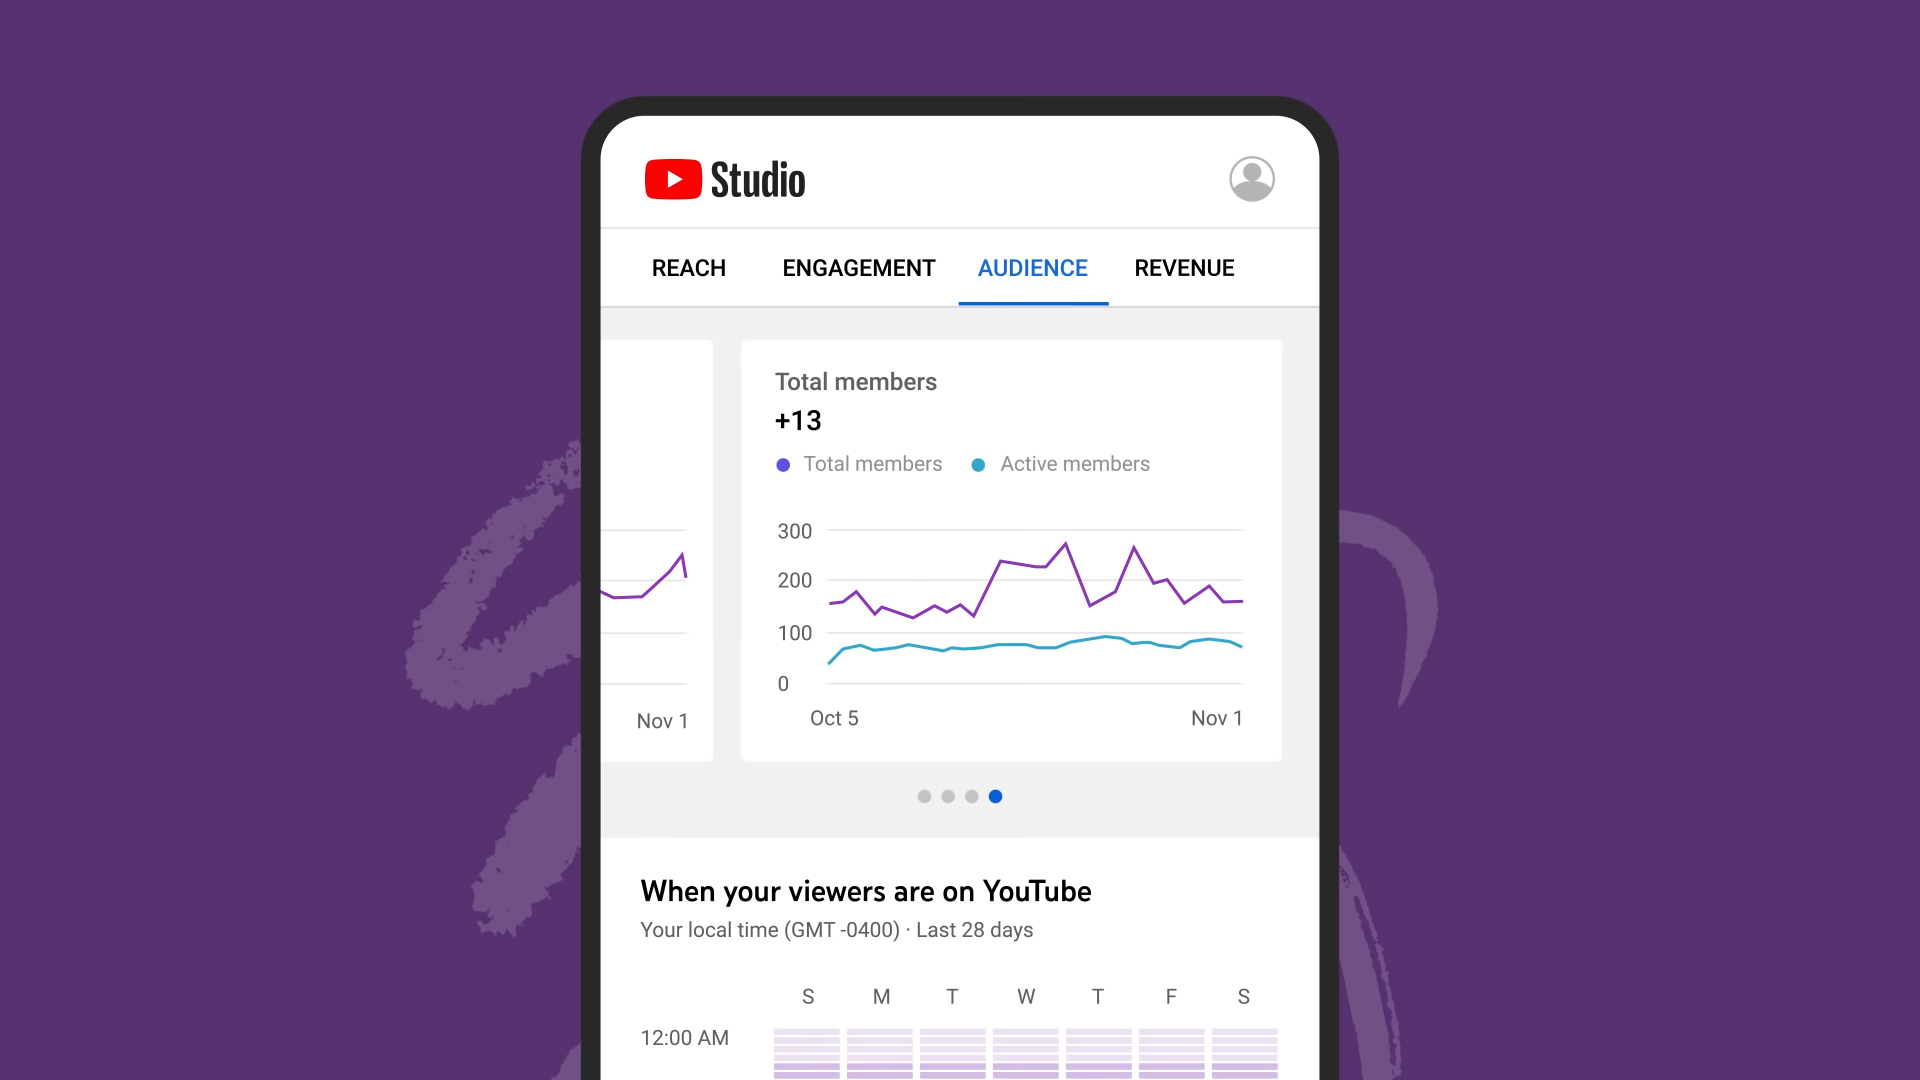 Studio
REACH ENGAGEMENT AUDIENCE REVENUE
Total members
+13
Total members Active members
300
200
100
0
Oct 5 Nov 1
Nov 1
When your viewers are on YouTube
Your local time (GMT -0400) · Last 28 days
S M T W T F S
12:00 AM